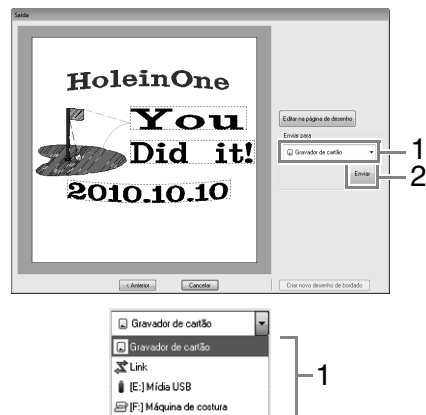 Saída
HoleinOne
You
Did it!
2010.10.10
Editar na página de desenho
Enviar para
Gravador de cartão
1
Enviar
2
< Anterior
Cancelar
Criar novo desenho de bordado
Gravador de cartão
Gravador de cartão
Link
[E:] Mídia USB
[F:] Máquina de costura
1